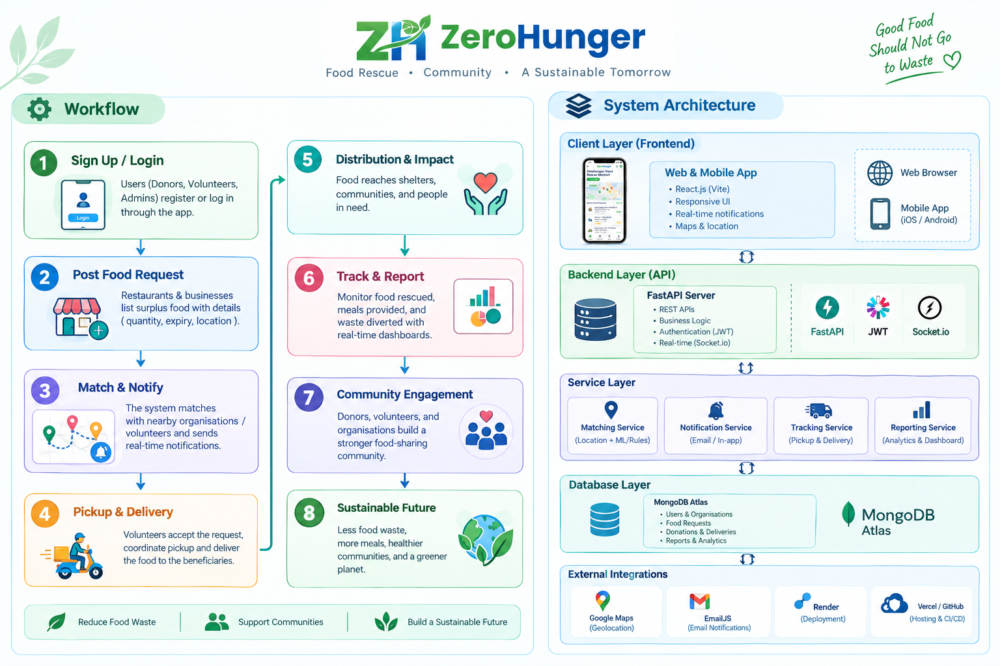 ZH ZeroHunger
Food Rescue • Community • A Sustainable Tomorrow
Good Food
Should Not Go
to Waste
Workflow
1
Sign Up / Login
Users (Donors, Volunteers,
Admins) register or log in
through the app.
Login
2
Post Food Request
Restaurants & businesses
list surplus food with details
( quantity, expiry, location ).
3
Match & Notify
The system matches
with nearby organisations /
volunteers and sends
real-time notifications.
4
Pickup & Delivery
Volunteers accept the request,
coordinate pickup and deliver
the food to the beneficiaries.
5
Distribution & Impact
Food reaches shelters,
communities, and people
in need.
6
Track & Report
Monitor food rescued,
meals provided, and
waste diverted with
real-time dashboards.
7
Community Engagement
Donors, volunteers, and
organisations build a
stronger food-sharing
community.
8
Sustainable Future
Less food waste,
more meals, healthier
communities, and a greener
planet.
Reduce Food Waste
Support Communities
Build a Sustainable Future
System Architecture
Client Layer (Frontend)
ZeroHunger
Web & Mobile App
• React.js (Vite)
• Responsive UI
• Real-time notifications
• Maps & location
Web Browser
Mobile App
(iOS / Android)
Backend Layer (API)
FastAPI Server
• REST APIs
• Business Logic
• Authentication (JWT)
• Real-time (Socket.io)
FastAPI
JWT
Socket.io
Service Layer
Matching Service
(Location + ML/Rules)
Notification Service
(Email / In-app)
Tracking Service
(Pickup & Delivery)
Reporting Service
(Analytics & Dashboard)
Database Layer
MongoDB Atlas
• Users & Organisations
• Food Requests
• Donations & Deliveries
• Reports & Analytics
MongoDB
Atlas
External Integrations
Google Maps
(Geolocation)
EmailJS
(Email Notifications)
Render
(Deployment)
Vercel / GitHub
(Hosting & CI/CD)